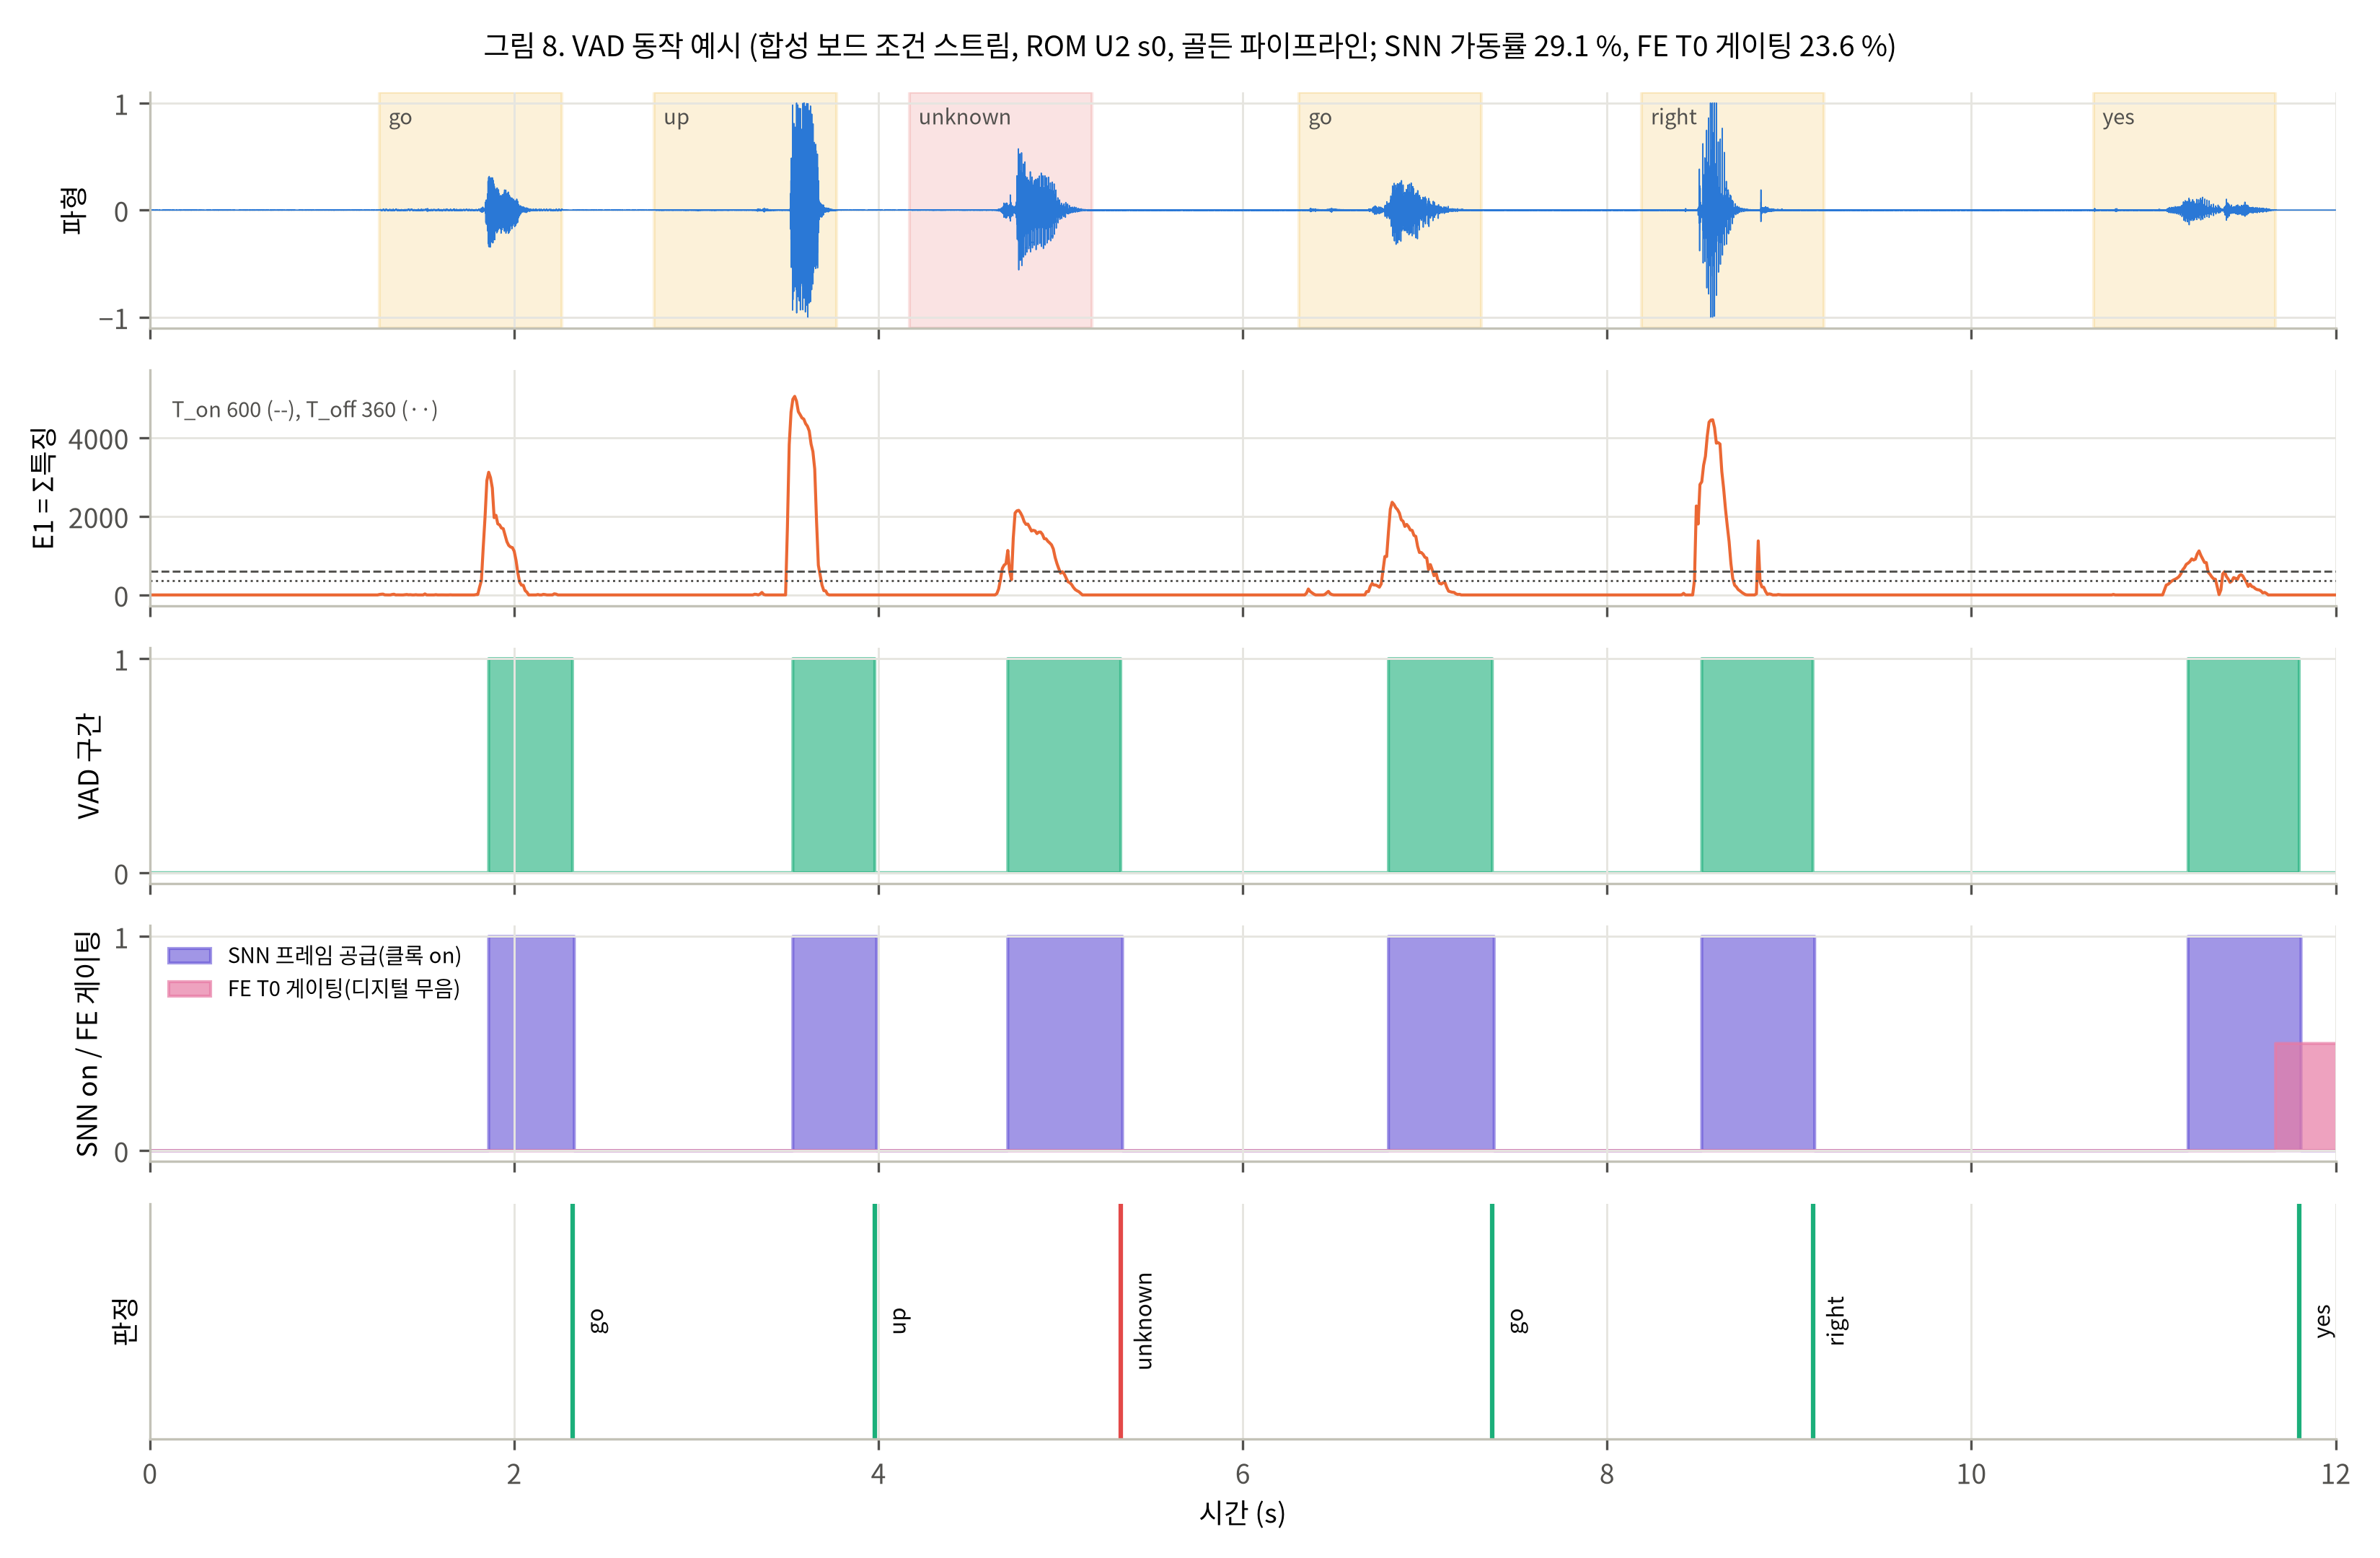 그림 8. VAD 동작 예시 (합성 보드 조건 스트림, ROM U2 s0, 골든 파이프라인; SNN 가동률 29.1 %, FE T0 게이팅 23.6 %)
파형
1
0
−1
go
up
unknown
go
right
yes
E1 = Σ특징
4000
2000
0
T_on 600 (--), T_off 360 (··)
VAD 구간
1
0
SNN on / FE 게이팅
1
0
SNN 프레임 공급(클록 on)
FE T0 게이팅(디지털 무음)
판정
go
up
unknown
go
right
yes
0 2 4 6 8 10 12
시간 (s)